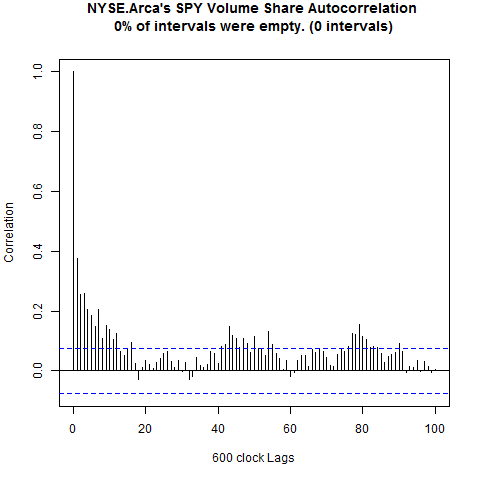 NYSE.Arca's SPY Volume Share Autocorrelation
0% of intervals were empty. (0 intervals)
1.0
0.8
0.6
0.4
0.2
0.0
Correlation
0 20 40 60 80 100
600 clock Lags